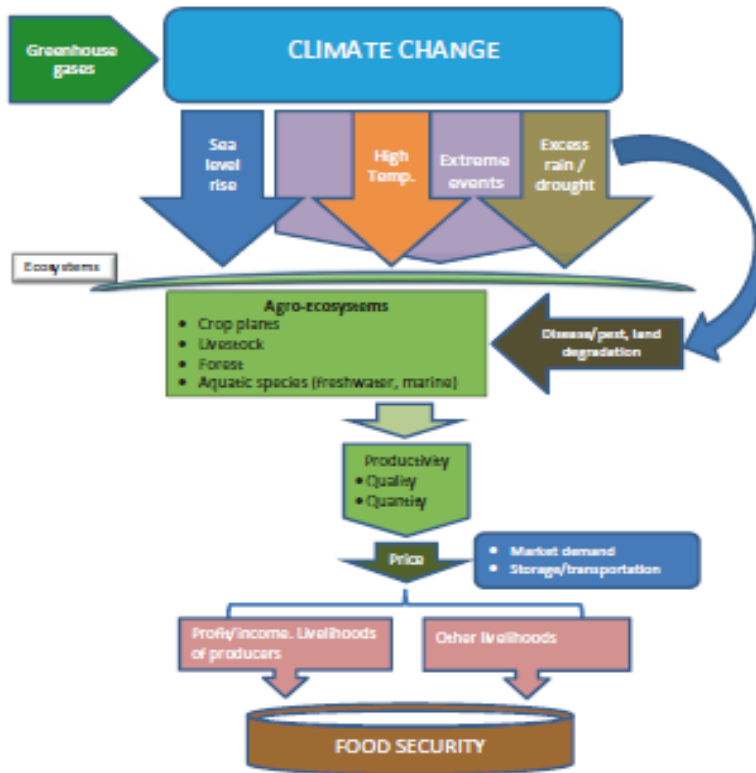 Greenhouse
gases
CLIMATE CHANGE
Sea
level
rise
High
Temp.
Extreme
events
Excess
rain /
drought
Ecosystems
Agro-Ecosystems
• Crop plants
• Livestock
• Forest
• Aquatic species (freshwater, marine)
Disease/pest, land
degradation
Productivity
• Quality
• Quantity
Price
• Market demand
• Storage/transportation
Profit/income. Livelihoods
of producers
Other livelihoods
FOOD SECURITY